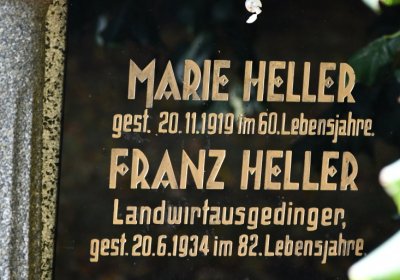 MARIE HELLER
gest. 20.11.1919 im 60.Lebensjahre.
FRANZ HELLER
Landwirtausgedinger,
gest. 20.6.1934 im 82. Lebensjahre.